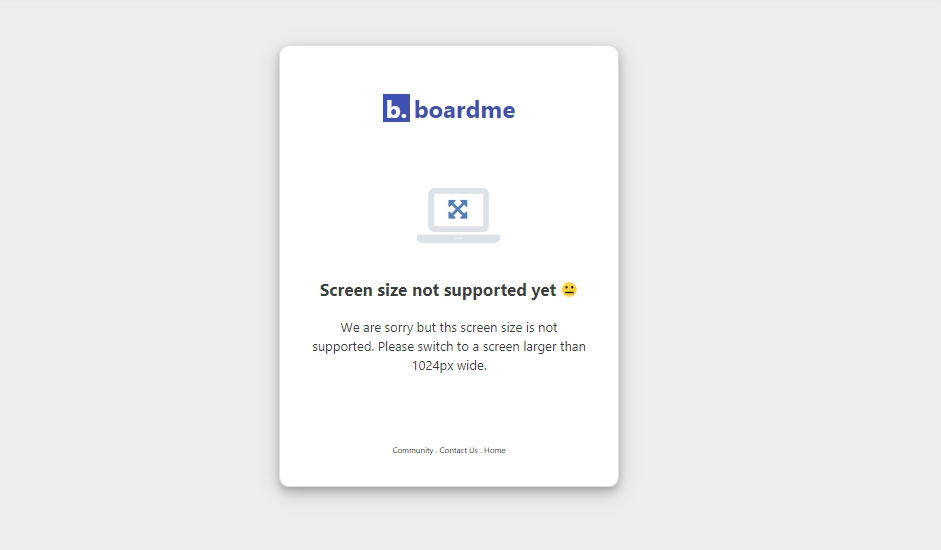 b. boardme
Screen size not supported yet 😐
We are sorry but ths screen size is not
supported. Please switch to a screen larger than
1024px wide.
Community . Contact Us . Home